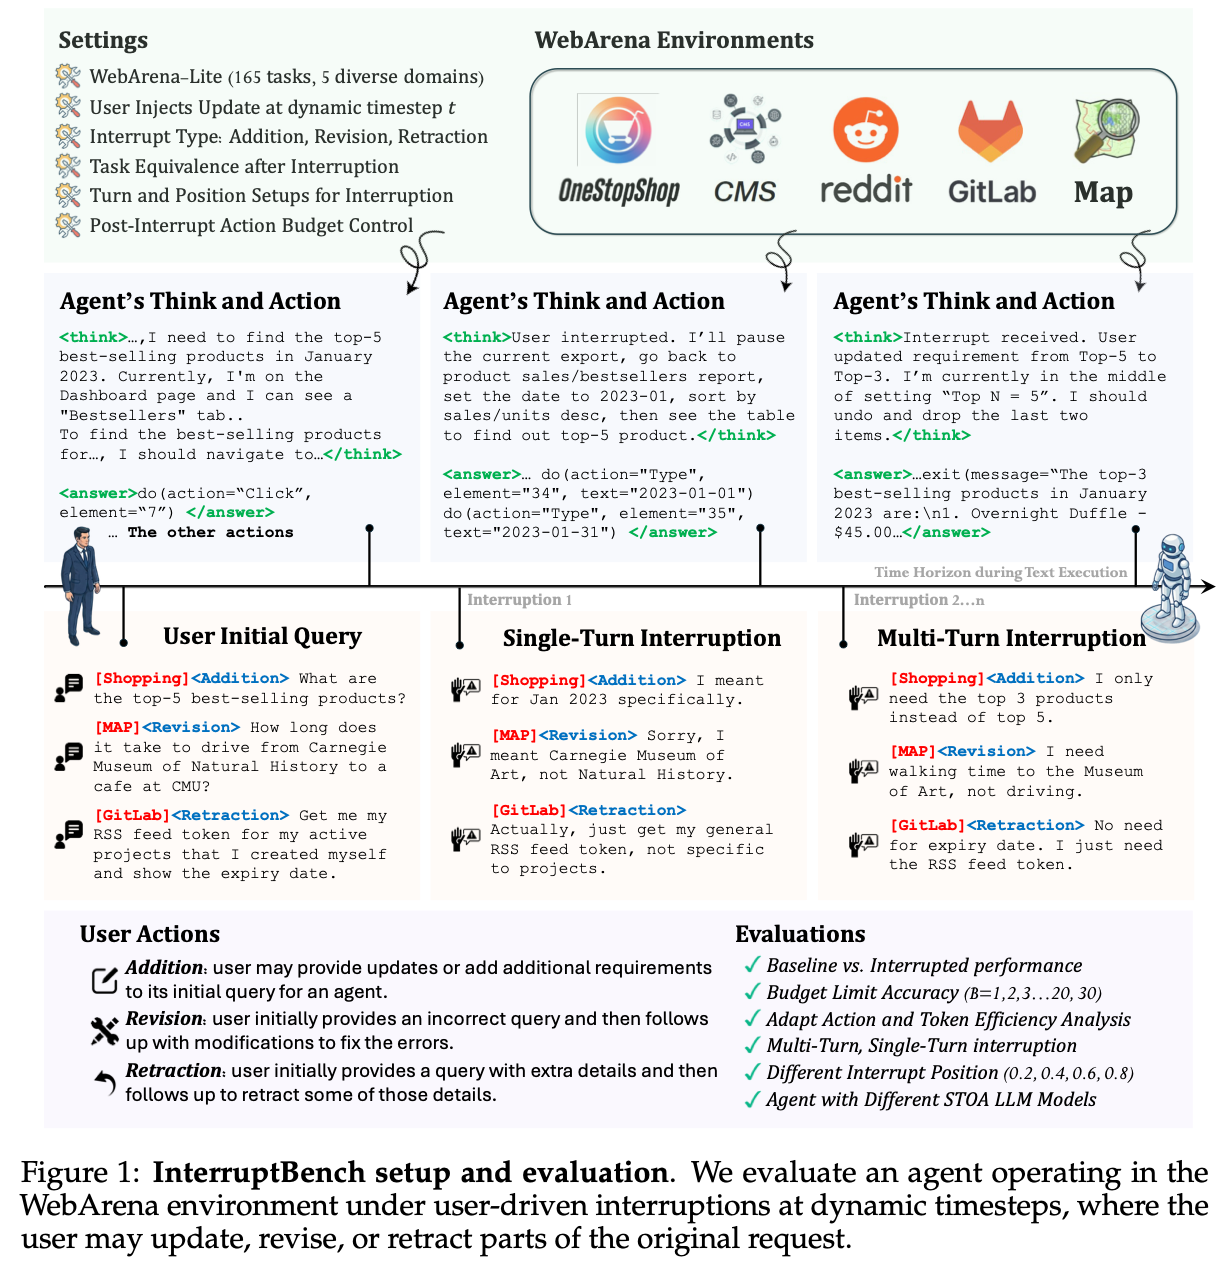 Settings
WebArena–Lite (165 tasks, 5 diverse domains)
User Injects Update at dynamic timestep t
Interrupt Type: Addition, Revision, Retraction
Task Equivalence after Interruption
Turn and Position Setups for Interruption
Post-Interrupt Action Budget Control
WebArena Environments
OneStopShop
CMS
CMS
reddit
GitLab
Map
Agent's Think and Action
<think>…,I need to find the top-5
best-selling products in January
2023. Currently, I'm on the
Dashboard page and I can see a
"Bestsellers" tab..
To find the best-selling products
for…, I should navigate to…</think>
<answer>do(action=“Click”,
element=“7”) </answer>
… The other actions
Agent's Think and Action
<think>User interrupted. I’ll pause
the current export, go back to
product sales/bestsellers report,
set the date to 2023-01, sort by
sales/units desc, then see the table
to find out top-5 product.</think>
<answer>… do(action="Type",
element="34", text="2023-01-01")
do(action="Type", element="35",
text="2023-01-31") </answer>
Agent's Think and Action
<think>Interrupt received. User
updated requirement from Top-5 to
Top-3. I’m currently in the middle
of setting “Top N = 5”. I should
undo and drop the last two
items.</think>
<answer>…exit(message=“The top-3
best-selling products in January
2023 are:\n1. Overnight Duffle –
$45.00…</answer>
Time Horizon during Text Execution
Interruption 1
Interruption 2…n
User Initial Query
[Shopping]<Addition> What are
the top-5 best-selling products?
[MAP]<Revision> How long does
it take to drive from Carnegie
Museum of Natural History to a
cafe at CMU?
[GitLab]<Retraction> Get me my
RSS feed token for my active
projects that I created myself
and show the expiry date.
Single-Turn Interruption
[Shopping]<Addition> I meant
for Jan 2023 specifically.
[MAP]<Revision> Sorry, I
meant Carnegie Museum of
Art, not Natural History.
[GitLab]<Retraction>
Actually, just get my general
RSS feed token, not specific
to projects.
Multi-Turn Interruption
[Shopping]<Addition> I only
need the top 3 products
instead of top 5.
[MAP]<Revision> I need
walking time to the Museum
of Art, not driving.
[GitLab]<Retraction> No need
for expiry date. I just need
the RSS feed token.
User Actions
Addition: user may provide updates or add additional requirements
to its initial query for an agent.
Revision: user initially provides an incorrect query and then follows
up with modifications to fix the errors.
Retraction: user initially provides a query with extra details and then
follows up to retract some of those details.
Evaluations
Baseline vs. Interrupted performance
Budget Limit Accuracy (B=1,2,3…20, 30)
Adapt Action and Token Efficiency Analysis
Multi-Turn, Single-Turn interruption
Different Interrupt Position (0.2, 0.4, 0.6, 0.8)
Agent with Different STOA LLM Models
Figure 1: InterruptBench setup and evaluation. We evaluate an agent operating in the
WebArena environment under user-driven interruptions at dynamic timesteps, where the
user may update, revise, or retract parts of the original request.